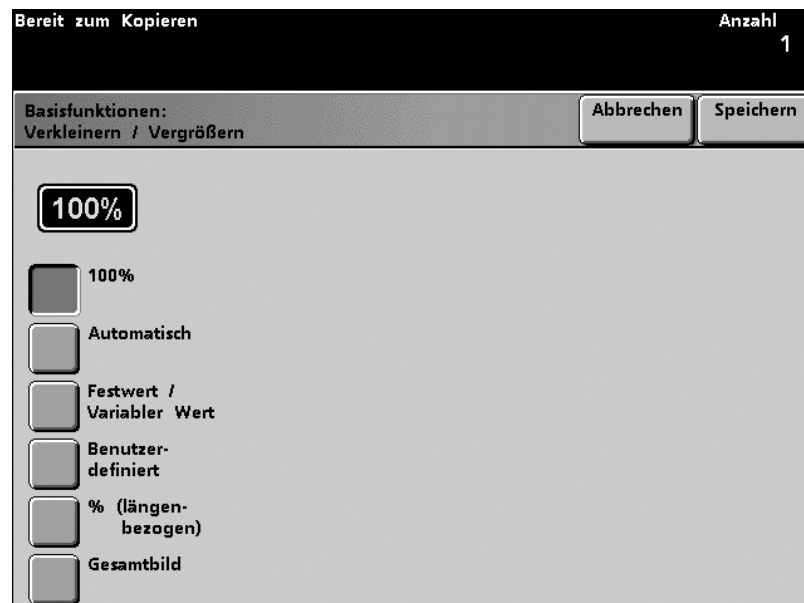 Bereit zum Kopieren
Anzahl
1
Basisfunktionen:
Verkleinern / Vergrößern
Abbrechen
Speichern
100%
100%
Automatisch
Festwert /
Variabler Wert
Benutzer-
definiert
% (längen-
bezogen)
Gesamtbild